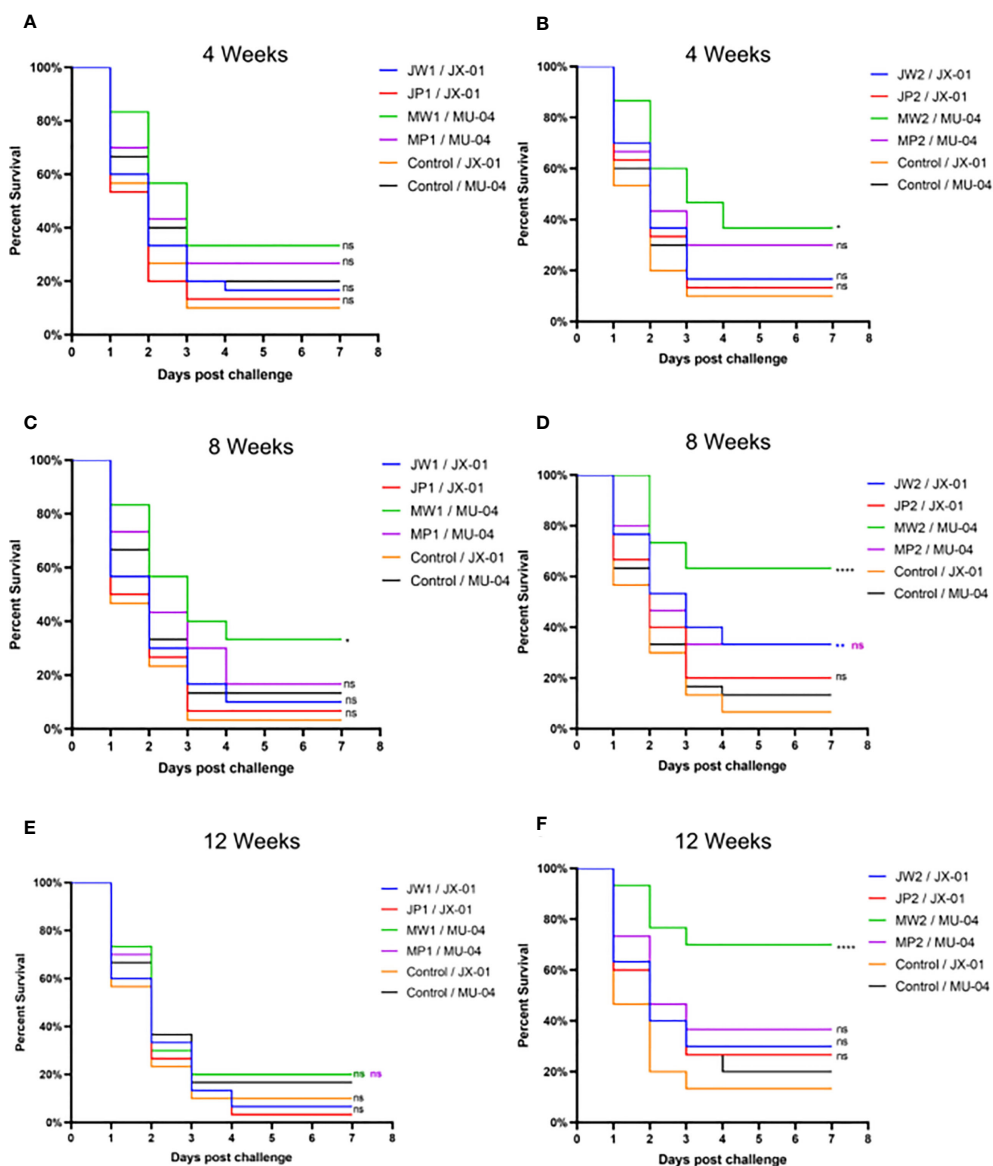 A
4 Weeks
100%
80%
60%
40%
20%
0%
Percent Survival
0 1 2 3 4 5 6 7 8
Days post challenge
JW1 / JX-01
JP1 / JX-01
MW1 / MU-04
MP1 / MU-04
Control / JX-01
Control / MU-04
ns
ns
ns
ns
B
4 Weeks
100%
80%
60%
40%
20%
0%
Percent Survival
0 1 2 3 4 5 6 7 8
Days post challenge
JW2 / JX-01
JP2 / JX-01
MW2 / MU-04
MP2 / MU-04
Control / JX-01
Control / MU-04
*
ns
ns
ns
C
8 Weeks
100%
80%
60%
40%
20%
0%
Percent Survival
0 1 2 3 4 5 6 7 8
Days post challenge
JW1 / JX-01
JP1 / JX-01
MW1 / MU-04
MP1 / MU-04
Control / JX-01
Control / MU-04
*
ns
ns
ns
D
8 Weeks
100%
80%
60%
40%
20%
0%
Percent Survival
0 1 2 3 4 5 6 7 8
Days post challenge
JW2 / JX-01
JP2 / JX-01
MW2 / MU-04
MP2 / MU-04
Control / JX-01
Control / MU-04
****
** ns
ns
E
12 Weeks
100%
80%
60%
40%
20%
0%
Percent Survival
0 1 2 3 4 5 6 7 8
Days post challenge
JW1 / JX-01
JP1 / JX-01
MW1 / MU-04
MP1 / MU-04
Control / JX-01
Control / MU-04
ns ns
ns
ns
F
12 Weeks
100%
80%
60%
40%
20%
0%
Percent Survival
0 1 2 3 4 5 6 7 8
Days post challenge
JW2 / JX-01
JP2 / JX-01
MW2 / MU-04
MP2 / MU-04
Control / JX-01
Control / MU-04
****
ns
ns
ns